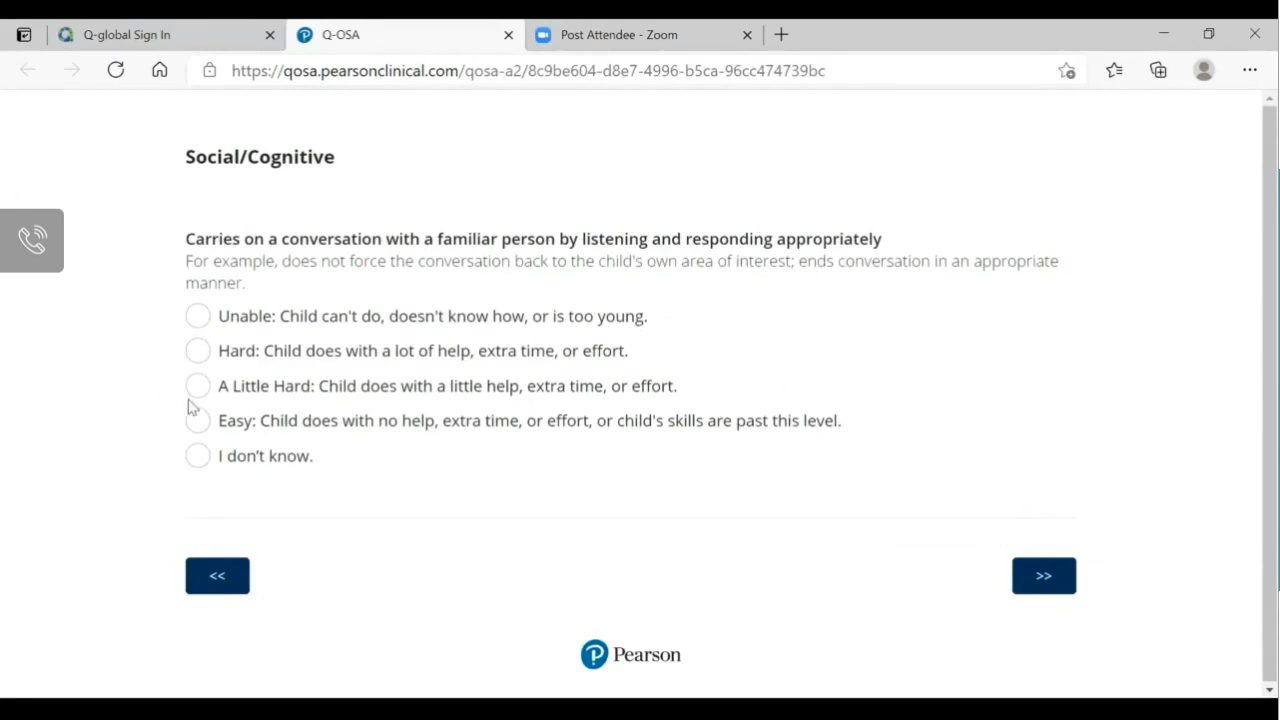 Q-global Sign In
Q-OSA
Post Attendee - Zoom
https://qosa.pearsonclinical.com/qosa-a2/8c9be604-d8e7-4996-b5ca-96cc474739bc
Social/Cognitive
Carries on a conversation with a familiar person by listening and responding appropriately
For example, does not force the conversation back to the child's own area of interest; ends conversation in an appropriate
manner.
Unable: Child can't do, doesn't know how, or is too young.
Hard: Child does with a lot of help, extra time, or effort.
A Little Hard: Child does with a little help, extra time, or effort.
Easy: Child does with no help, extra time, or effort, or child's skills are past this level.
I don't know.
<< >>
Pearson